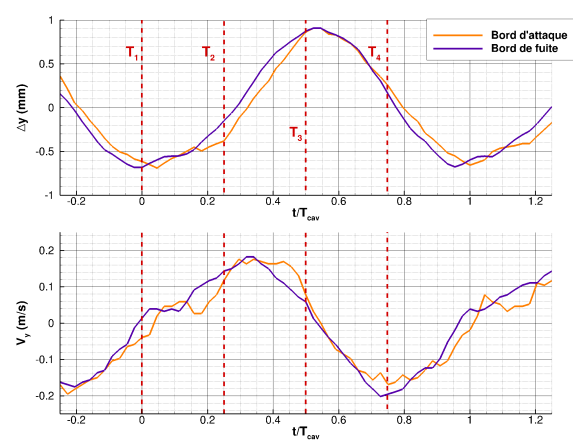 Bord d'attaque
Bord de fuite
Δy (mm)
1
0.5
0
-0.5
-1
T1
T2
T3
T4
-0.2 0 0.2 0.4 0.6 0.8 1 1.2
t/Tcav
Vy (m/s)
0.2
0.1
0
-0.1
-0.2
-0.2 0 0.2 0.4 0.6 0.8 1 1.2
t/Tcav